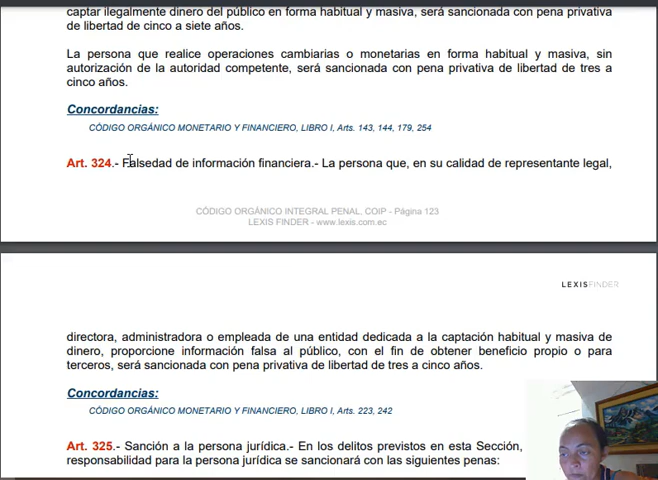 captar ilegalmente dinero del público en forma habitual y masiva, será sancionada con pena privativa
de libertad de cinco a siete años.
La persona que realice operaciones cambiarias o monetarias en forma habitual y masiva, sin
autorización de la autoridad competente, será sancionada con pena privativa de libertad de tres a
cinco años.
Concordancias:
CÓDIGO ORGÁNICO MONETARIO Y FINANCIERO, LIBRO I, Arts. 143, 144, 179, 254
Art. 324.- Falsedad de información financiera.- La persona que, en su calidad de representante legal,
CÓDIGO ORGÁNICO INTEGRAL PENAL, COIP - Página 123
LEXIS FINDER - www.lexis.com.ec
LEXISFINDER
directora, administradora o empleada de una entidad dedicada a la captación habitual y masiva de
dinero, proporcione información falsa al público, con el fin de obtener beneficio propio o para
terceros, será sancionada con pena privativa de libertad de tres a cinco años.
Concordancias:
CÓDIGO ORGÁNICO MONETARIO Y FINANCIERO, LIBRO I, Arts. 223, 242
Art. 325.- Sanción a la persona jurídica.- En los delitos previstos en esta Sección,
responsabilidad para la persona jurídica se sancionará con las siguientes penas: